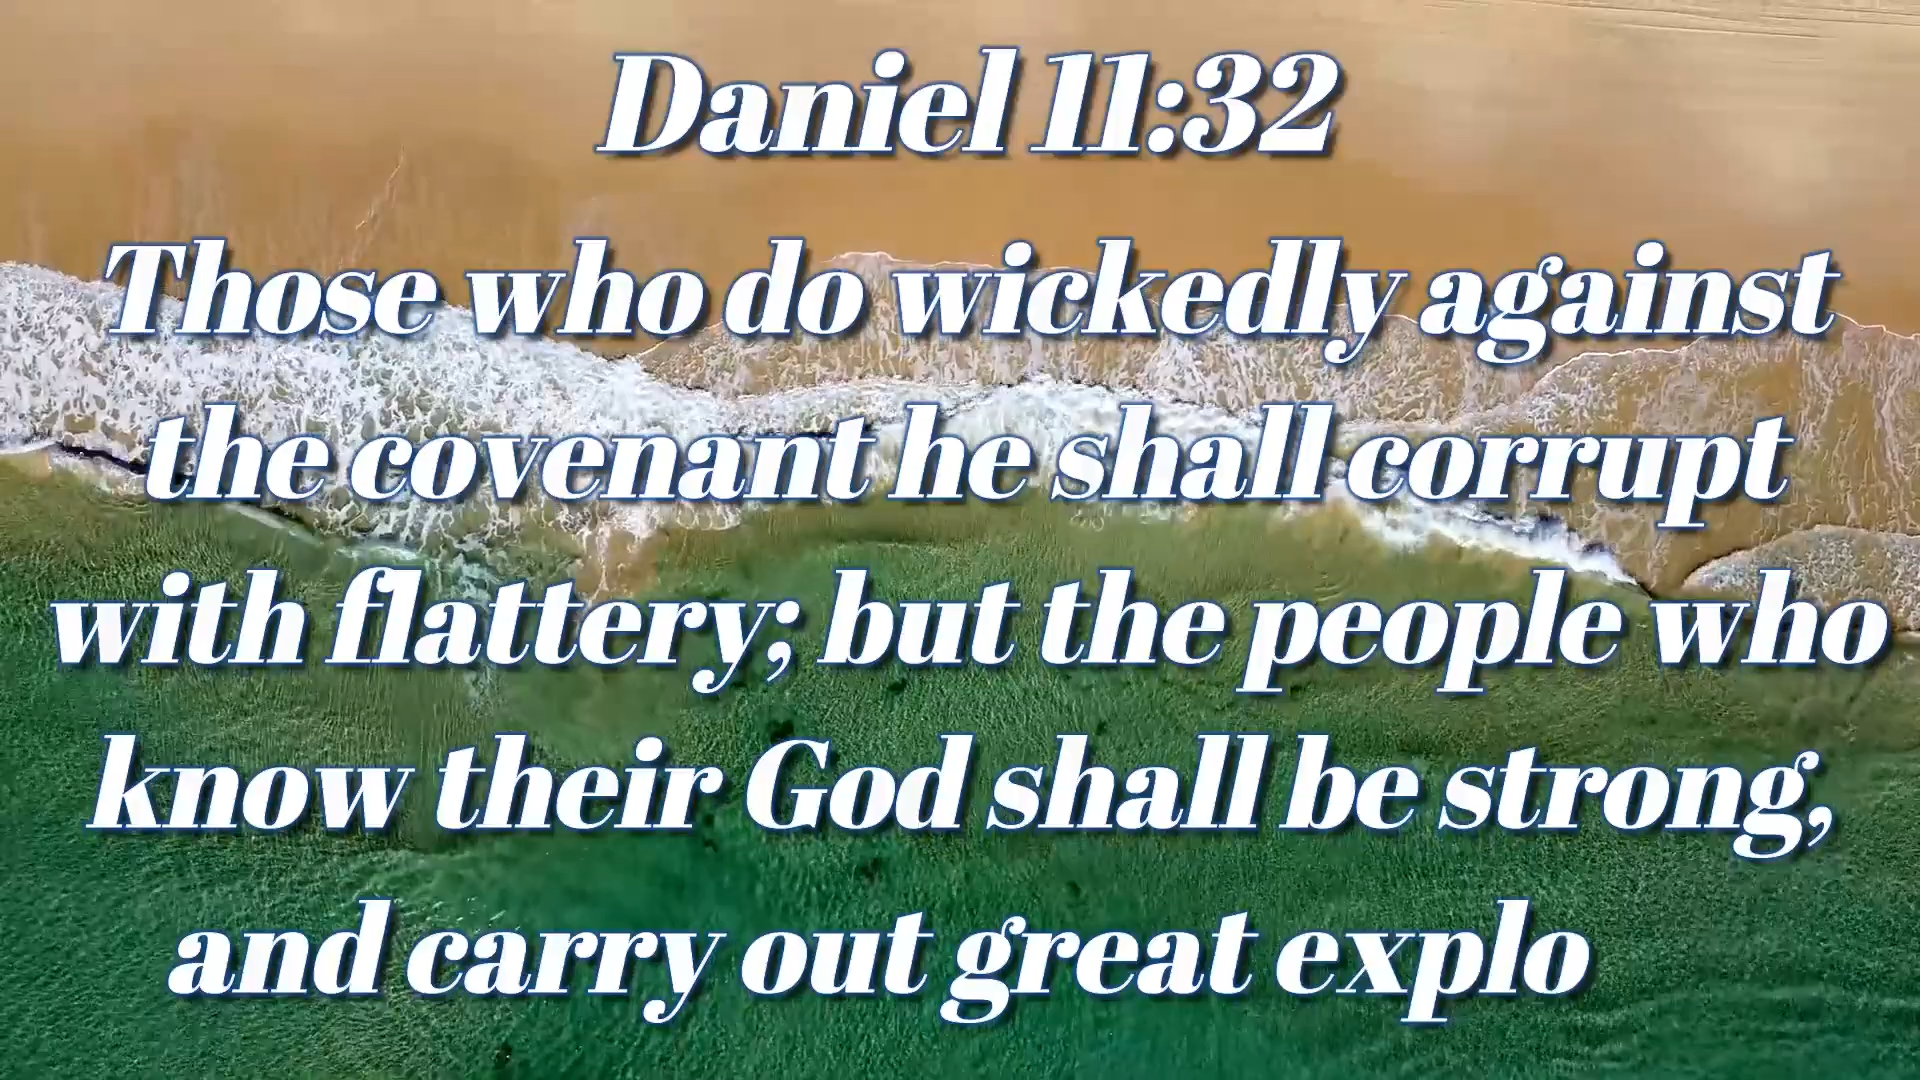 Daniel 11:32
Those who do wickedly against
the covenant he shall corrupt
with flattery; but the people who
know their God shall be strong,
and carry out great explo